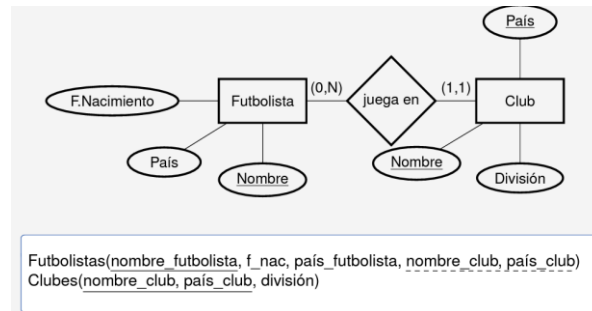 País
(0,N)
(1,1)
F.Nacimiento
Futbolista
juega en
Club
País
Nombre
Nombre
División
Futbolistas(nombre_futbolista, f_nac, país_futbolista, nombre_club, país_club)
Clubes(nombre_club, país_club, división)